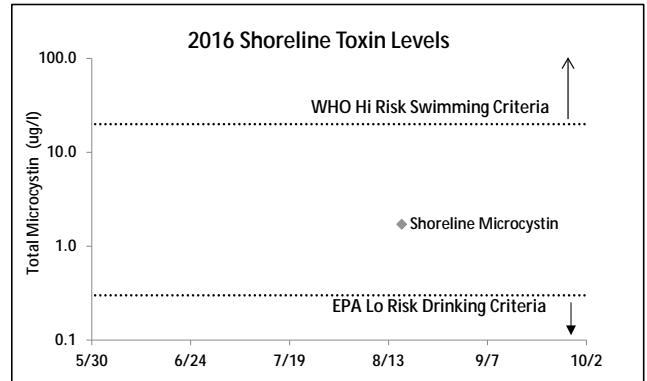 2016 Shoreline Toxin Levels
100.0
WHO Hi Risk Swimming Criteria
10.0
Total Microcystin (ug/l)
Shoreline Microcystin
1.0
EPA Lo Risk Drinking Criteria
0.1
5/30 6/24 7/19 8/13 9/7 10/2